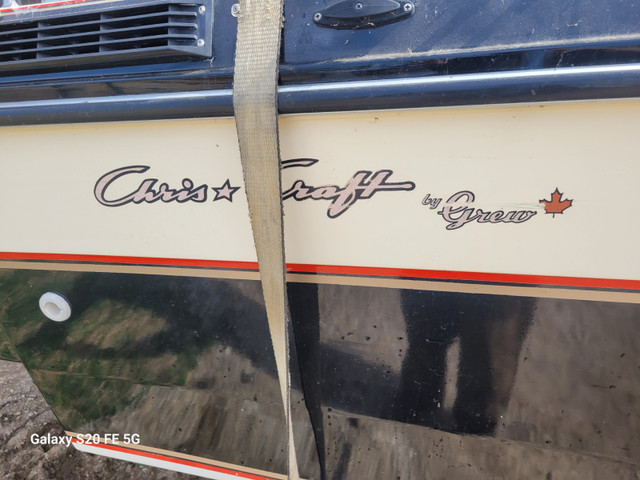 Chris★Craft
by Grew
Galaxy S20 FE 5G